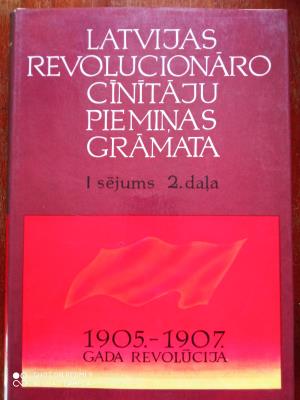 LATVIJAS
REVOLUCIONĀRO
CĪNĪTĀJU
PIEMIŅAS
GRĀMATA
I sējums 2. daļa
1905.-1907.
GADA REVOLŪCIJA